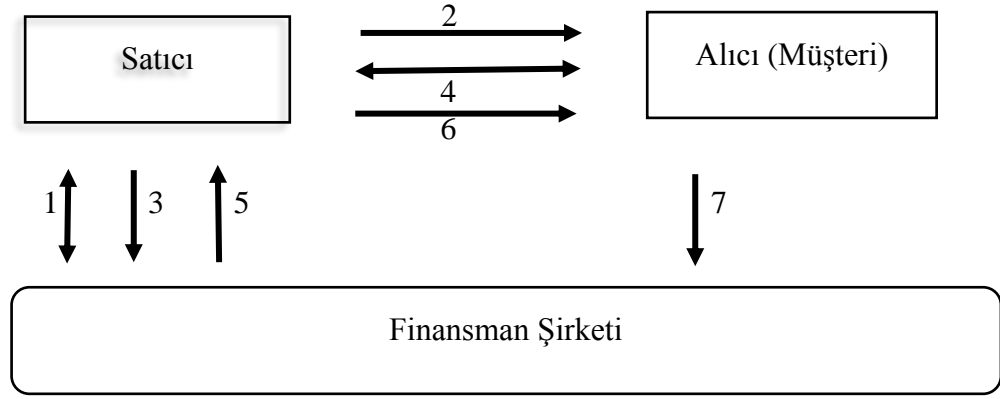 2
Satıcı
Alıcı (Müşteri)
4
6
1
3
5
7
Finansman Şirketi